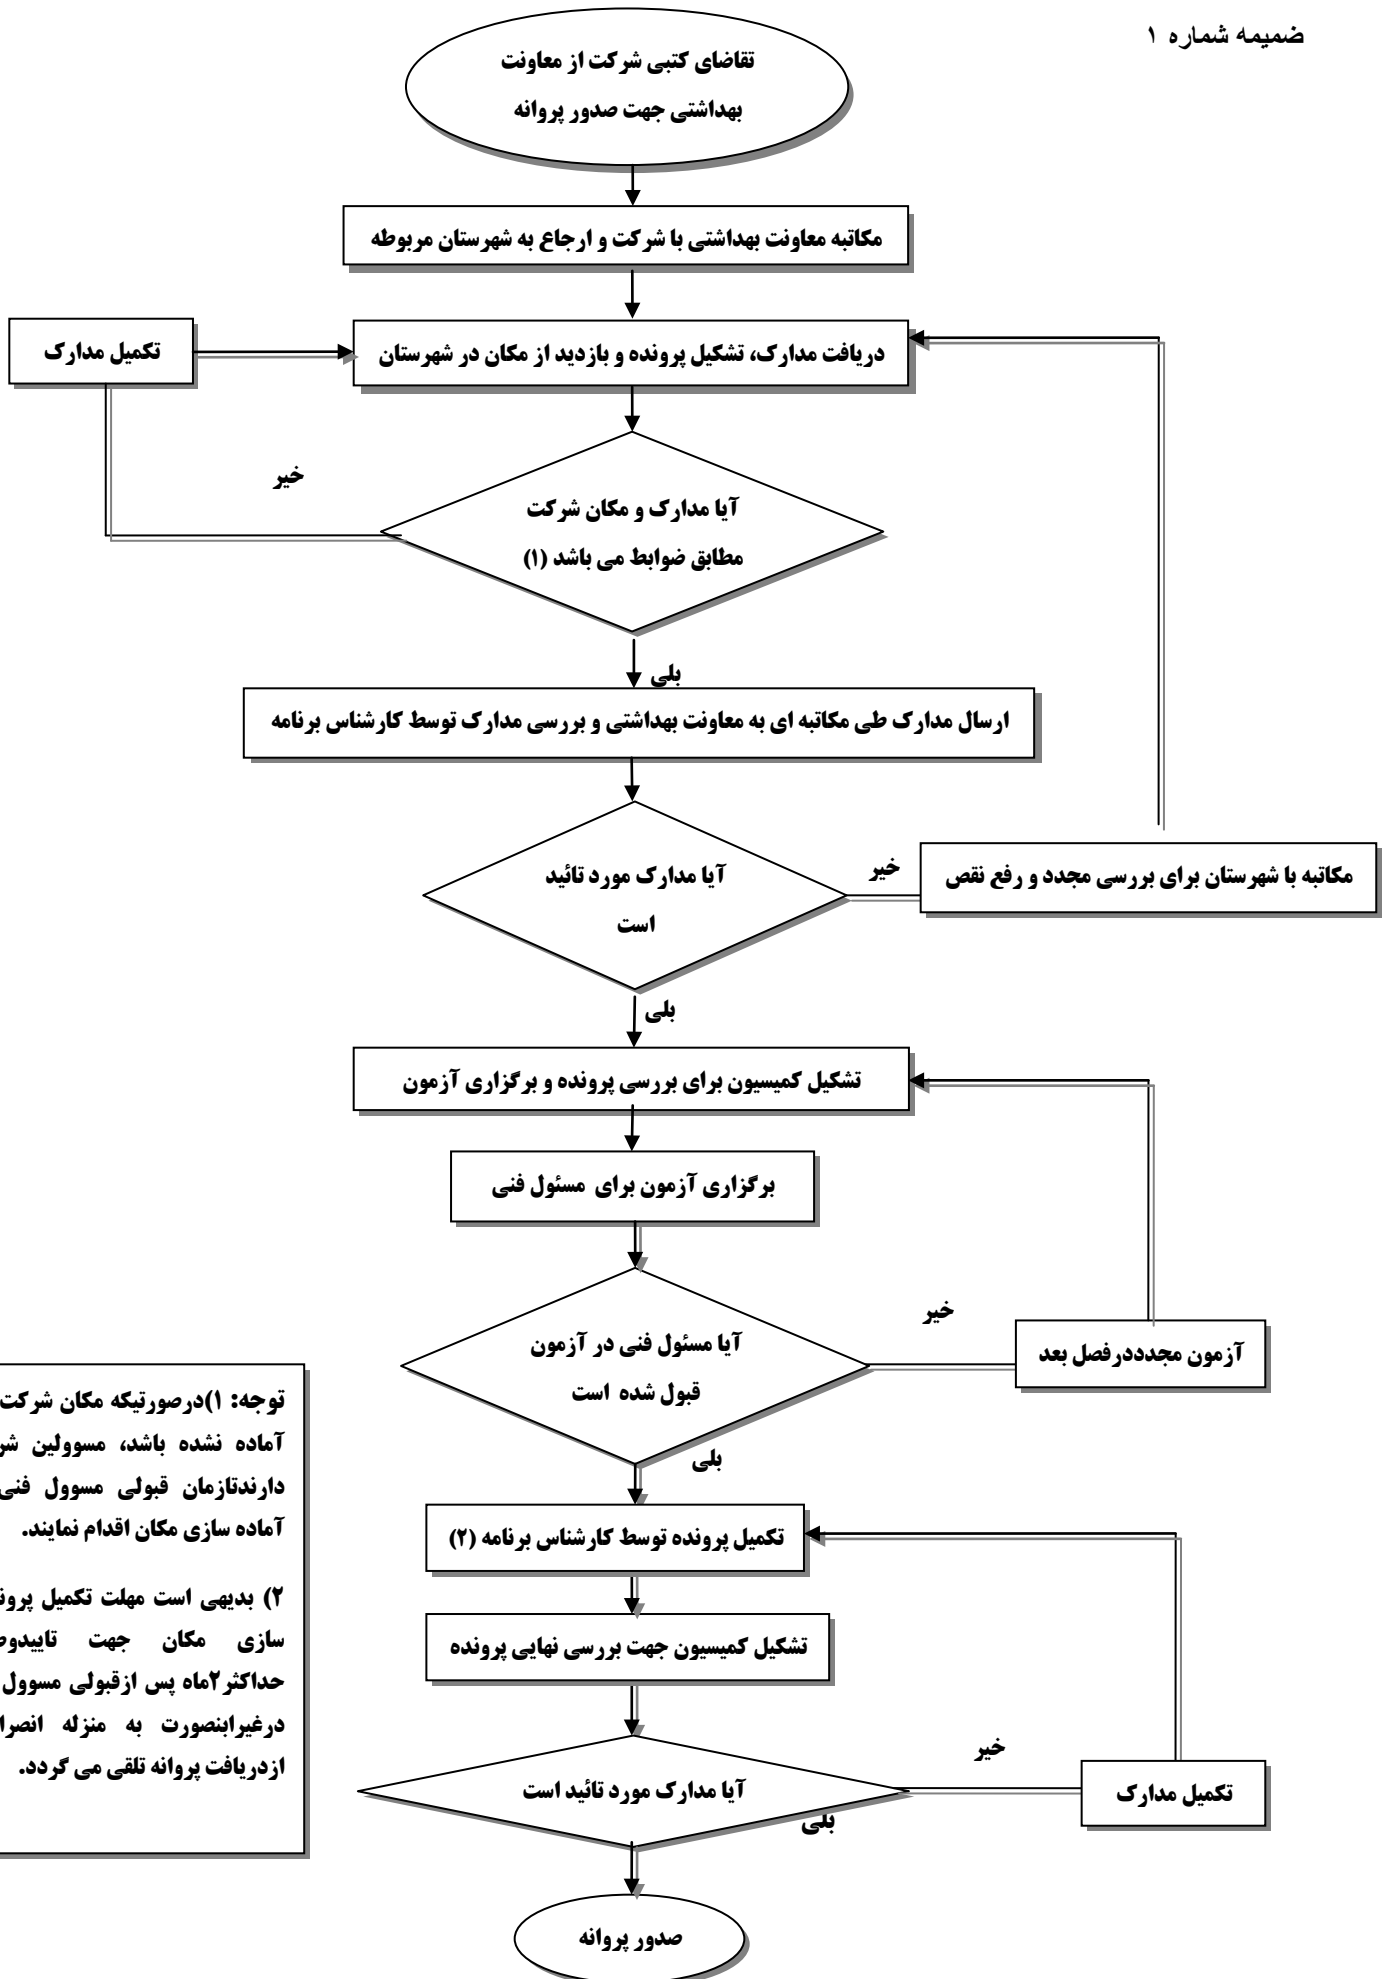 ضمیمه شماره ۱
تقاضای کتبی شرکت از معاونت
بهداشتی جهت صدور پروانه
مکاتبه معاونت بهداشتی با شرکت و ارجاع به شهرستان مربوطه
تکمیل مدارک
دریافت مدارک، تشکیل پرونده و بازدید از مکان در شهرستان
خیر
آیا مدارک و مکان شرکت
مطابق ضوابط می باشد (۱)
بلی
ارسال مدارک طی مکاتبه ای به معاونت بهداشتی و بررسی مدارک توسط کارشناس برنامه
آیا مدارک مورد تائید
است
خیر
مکاتبه با شهرستان برای بررسی مجدد و رفع نقص
بلی
تشکیل کمیسیون برای بررسی پرونده و برگزاری آزمون
برگزاری آزمون برای مسئول فنی
آیا مسئول فنی در آزمون
قبول شده است
خیر
آزمون مجدددرفصل بعد
بلی
تکمیل پرونده توسط کارشناس برنامه (۲)
تشکیل کمیسیون جهت بررسی نهایی پرونده
آیا مدارک مورد تائید است
خیر
تکمیل مدارک
بلی
صدور پروانه
توجه: ۱)درصورتیکه مکان شرکت
آماده نشده باشد، مسوولین
دارندتازمان قبولی مسوول فنی
آماده سازی مکان اقدام نمایند.
۲) بدیهی است مهلت تکمیل
سازی مکان جهت
حداکثر۲ماه پس ازقبولی مسوول
درغیراینصورت به منزله
ازدریافت پروانه تلقی می گردد.